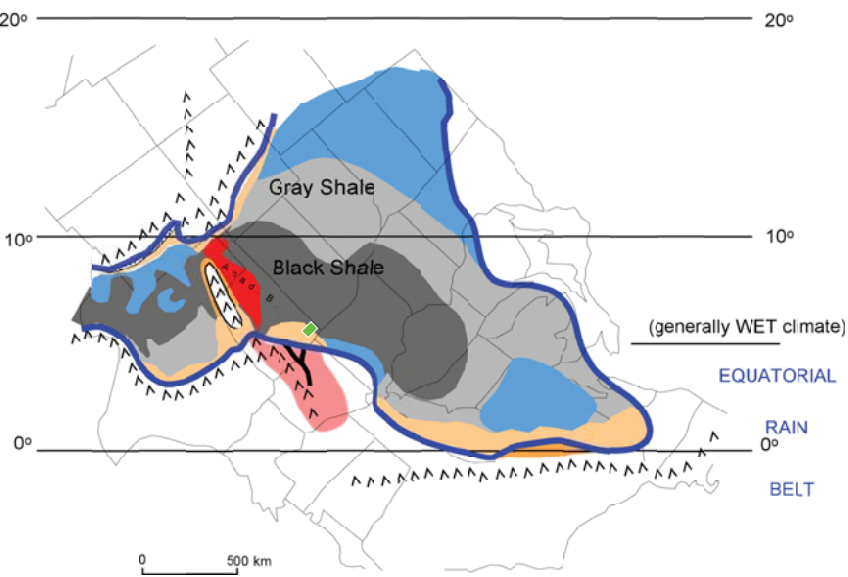 20º 20º
Gray Shale
10º 10º
Black Shale
Anad B
(generally WET climate)
EQUATORIAL
RAIN
0º 0º
BELT
0 500 km